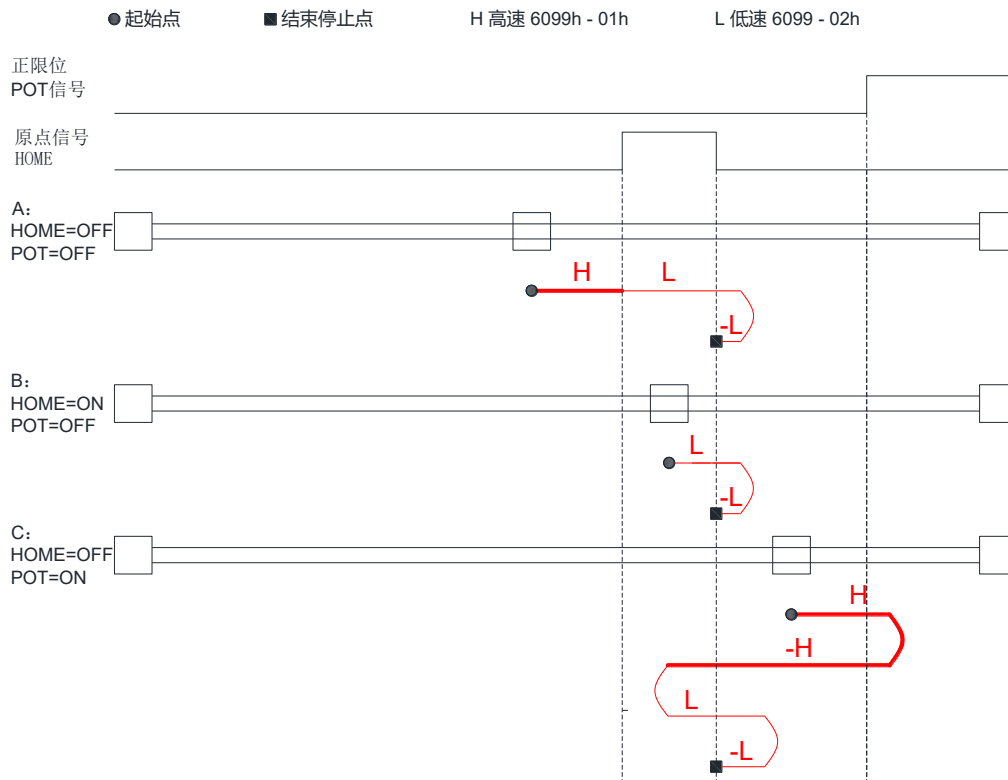 起始点 结束停止点 H 高速 6099h - 01h L 低速 6099 - 02h
正限位
POT信号
原点信号
HOME
A：
HOME=OFF
POT=OFF
H L
-L
B：
HOME=ON
POT=OFF
L
-L
C：
HOME=OFF
POT=ON
H
-H
L
-L